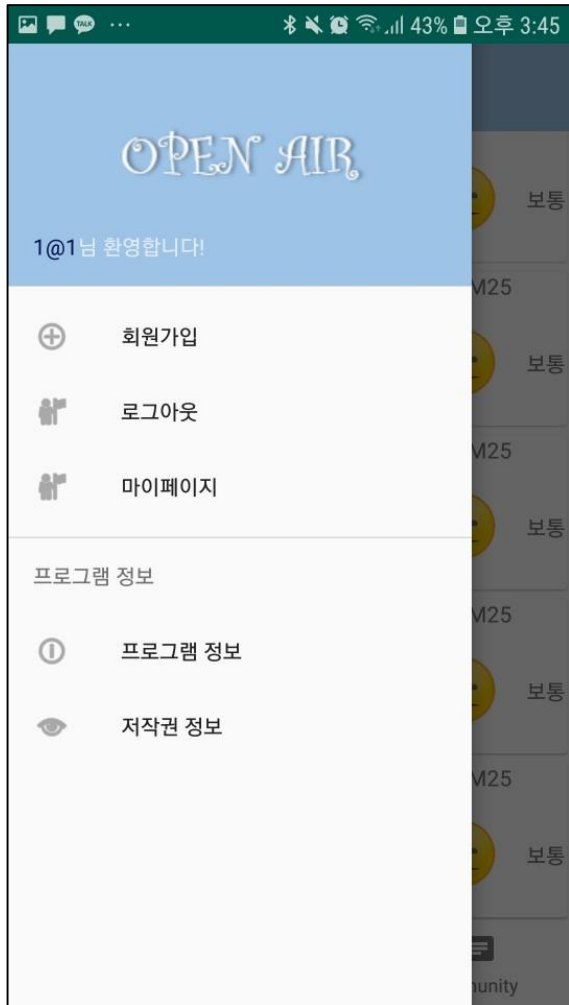 TALK
43% 오후 3:45
OPEN AIR
1@1님 환영합니다!
회원가입
로그아웃
마이페이지
프로그램 정보
프로그램 정보
저작권 정보
보통
M25
보통
M25
보통
M25
보통
M25
보통
munity